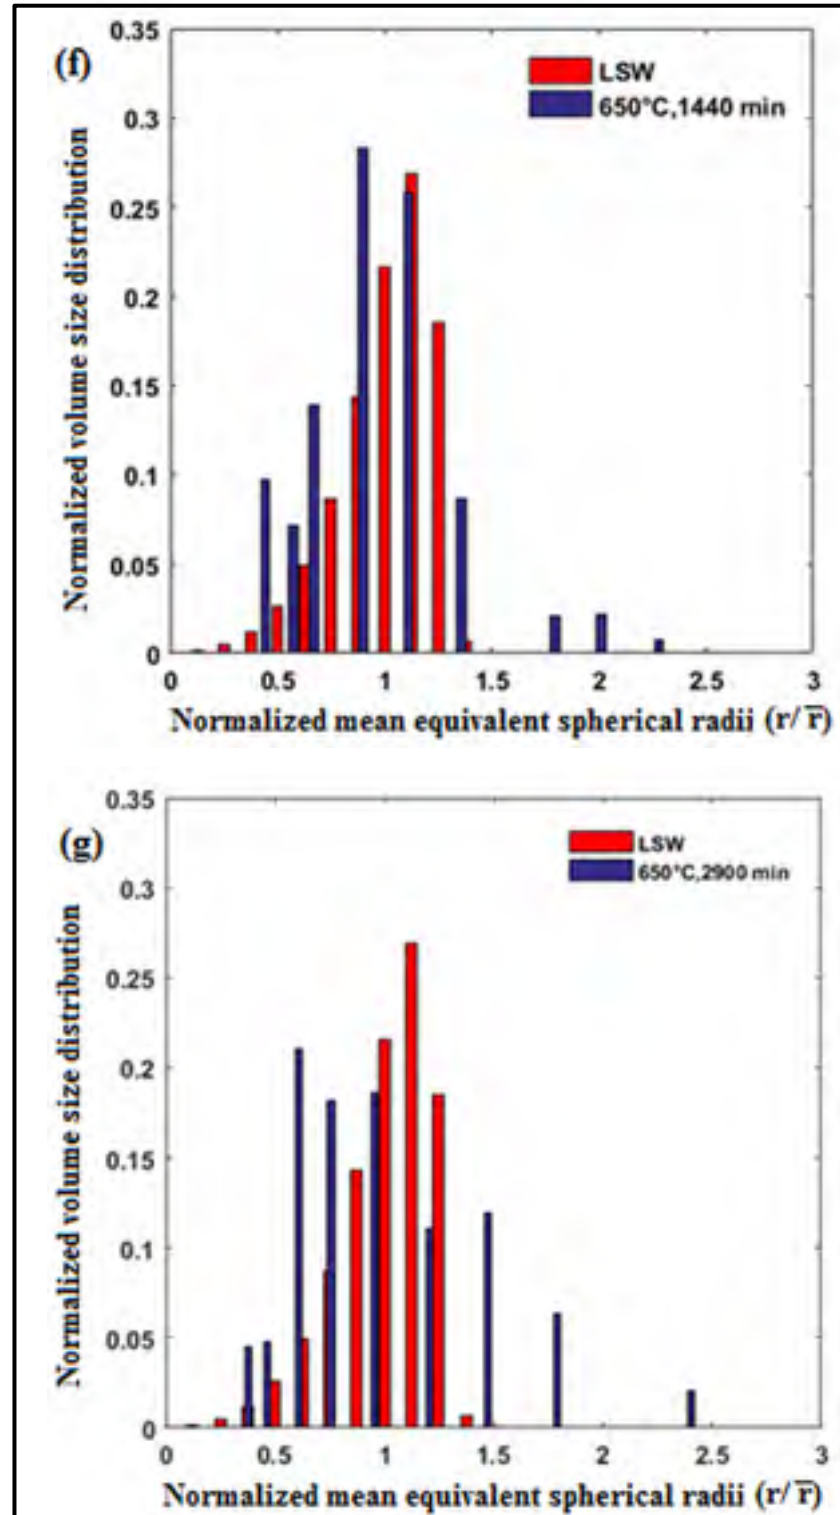 (f)
0.35
0.3
0.25
0.2
0.15
0.1
0.05
0
Normalized volume size distribution
LSW
650°C,1440 min
0 0.5 1 1.5 2 2.5 3
Normalized mean equivalent spherical radii (r/r̅)
(g)
0.35
0.3
0.25
0.2
0.15
0.1
0.05
0
Normalized volume size distribution
LSW
650°C,2900 min
0 0.5 1 1.5 2 2.5 3
Normalized mean equivalent spherical radii (r/r̅)